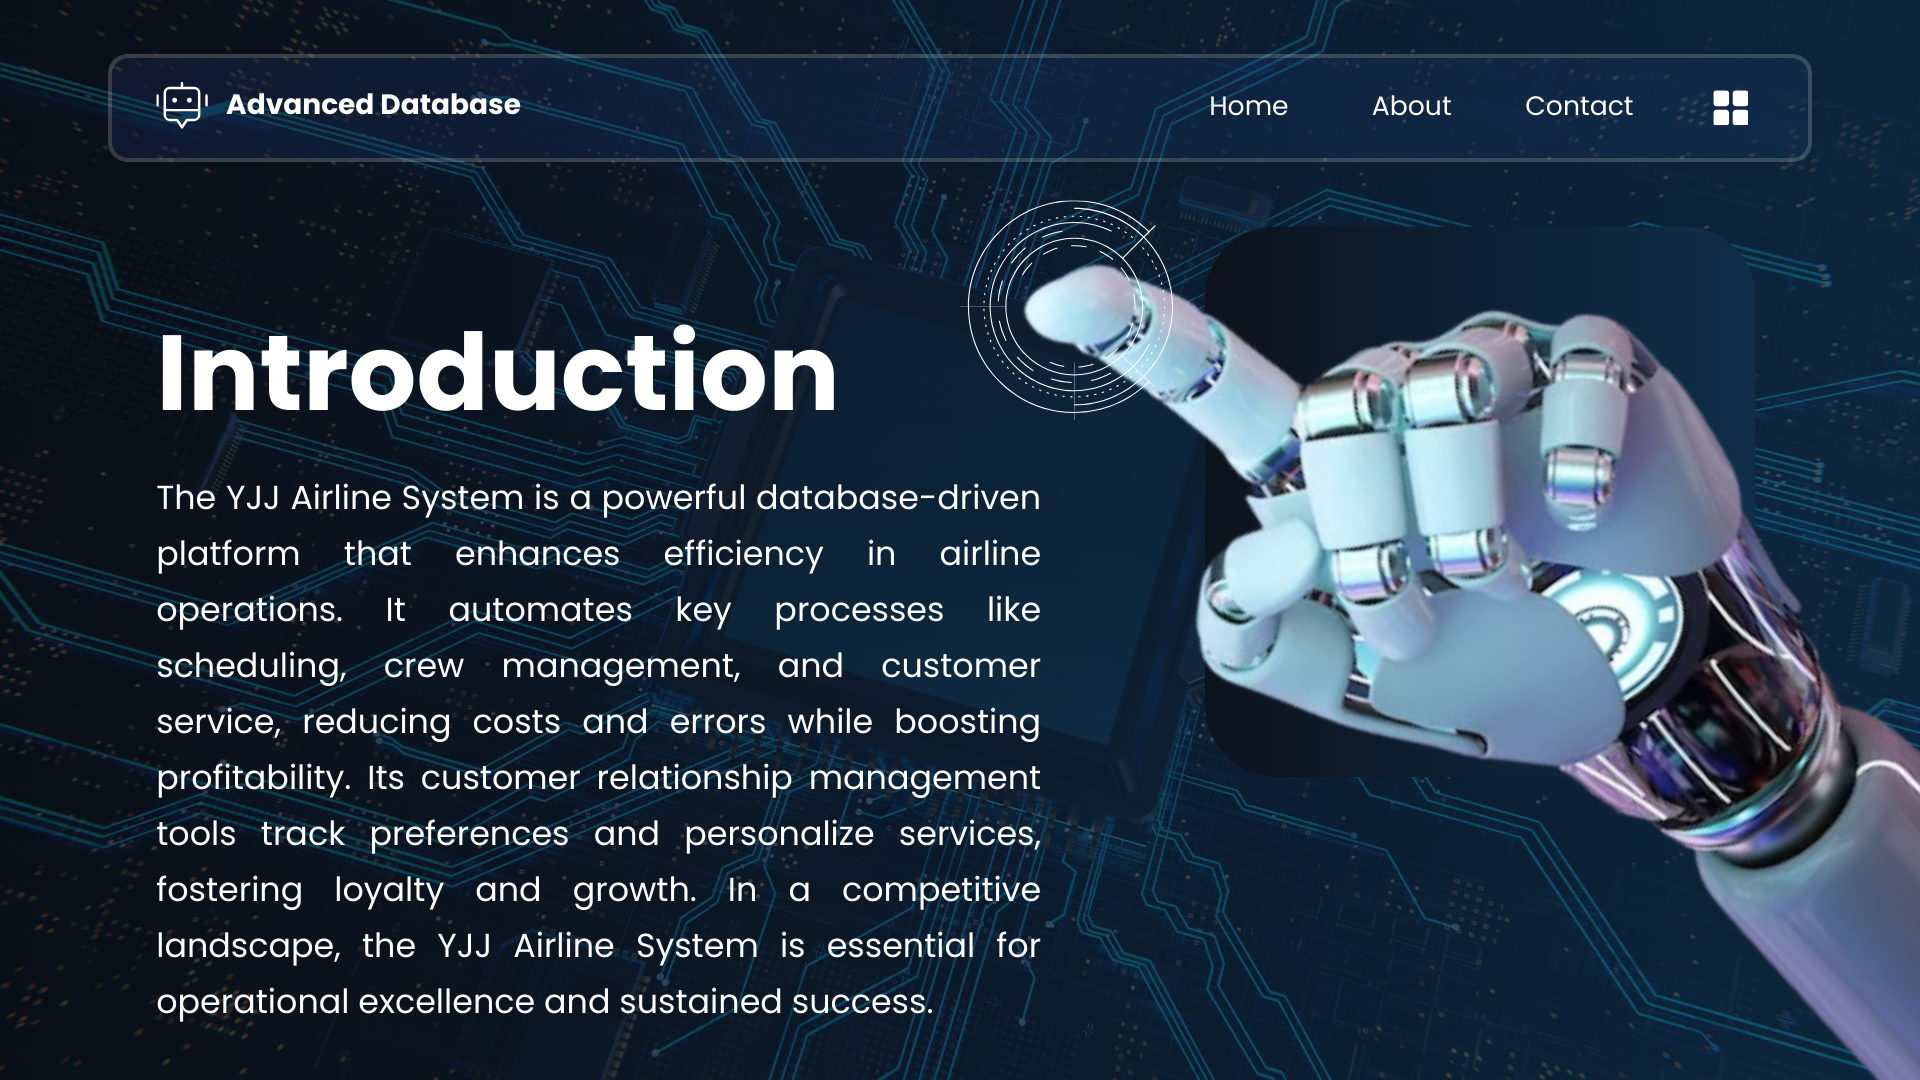 Advanced Database
Home About Contact
Introduction
The YJJ Airline System is a powerful database-driven
platform that enhances efficiency in airline
operations. It automates key processes like
scheduling, crew management, and customer
service, reducing costs and errors while boosting
profitability. Its customer relationship management
tools track preferences and personalize services,
fostering loyalty and growth. In a competitive
landscape, the YJJ Airline System is essential for
operational excellence and sustained success.